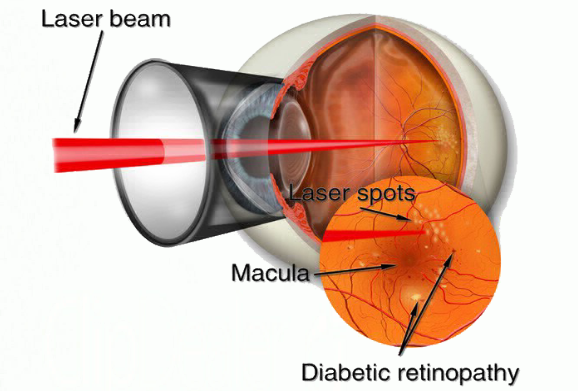 Laser beam
Laser spots
Macula
Diabetic retinopathy